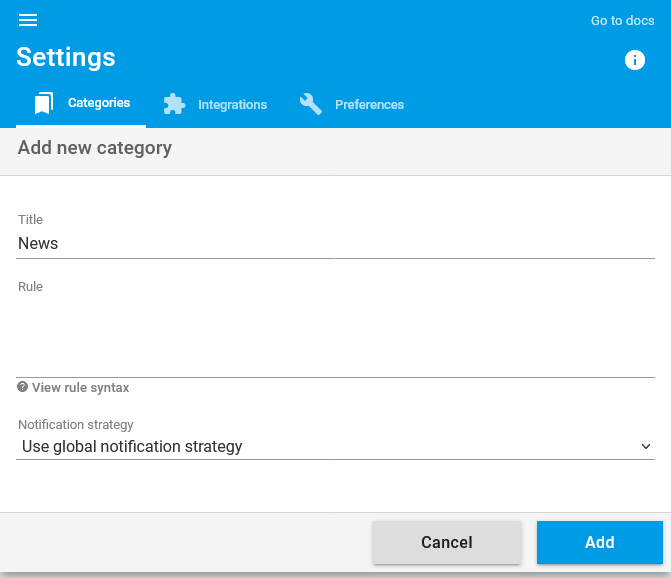 Go to docs
Settings
Categories
Integrations
Preferences
Add new category
Title
News
Rule
View rule syntax
Notification strategy
Use global notification strategy
Cancel
Add